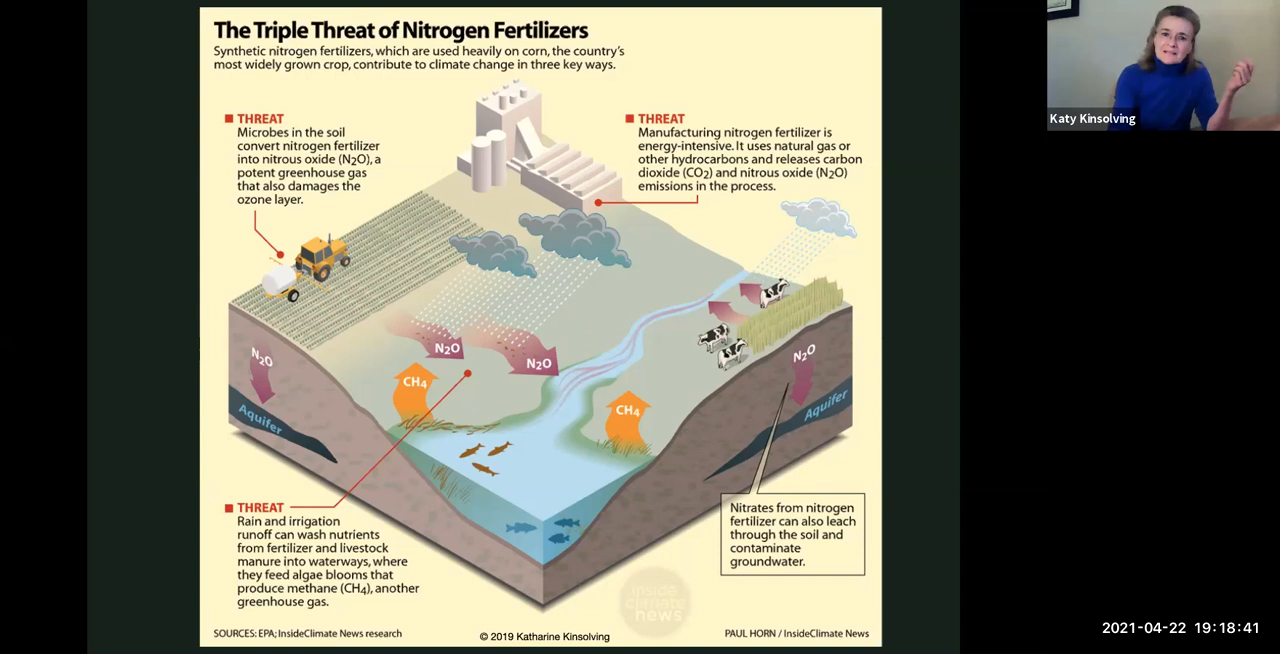 The Triple Threat of Nitrogen Fertilizers
Synthetic nitrogen fertilizers, which are used heavily on corn, the country's
most widely grown crop, contribute to climate change in three key ways.
Katy Kinsolving
THREAT
Microbes in the soil
convert nitrogen fertilizer
into nitrous oxide (N2O), a
potent greenhouse gas
that also damages the
ozone layer.
THREAT
Manufacturing nitrogen fertilizer is
energy-intensive. It uses natural gas or
other hydrocarbons and releases carbon
dioxide (CO2) and nitrous oxide (N2O)
emissions in the process.
N2O
N2O
N2O
N2O
CH4
CH4
Aquifer
Aquifer
THREAT
Rain and irrigation
runoff can wash nutrients
from fertilizer and livestock
manure into waterways, where
they feed algae blooms that
produce methane (CH4), another
greenhouse gas.
Nitrates from nitrogen
fertilizer can also leach
through the soil and
contaminate
groundwater.
inside
climate
news
SOURCES: EPA; InsideClimate News research
© 2019 Katharine Kinsolving
PAUL HORN / InsideClimate News
2021-04-22 19:18:41